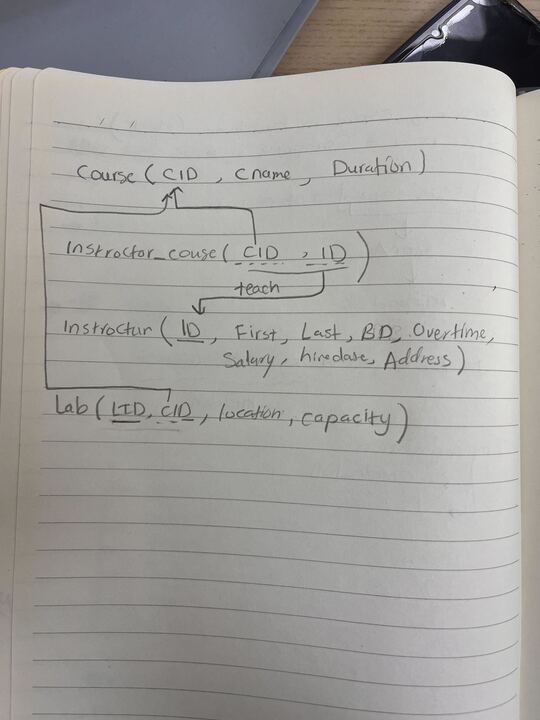 Course (CID, Cname, Duration)
Instroctor_couse (CID, ID)
teach
Instroctur (ID, First, Last, BD, Overtime,
Salary, hiredase, Address)
Lab (LID, CID, location, capacity)